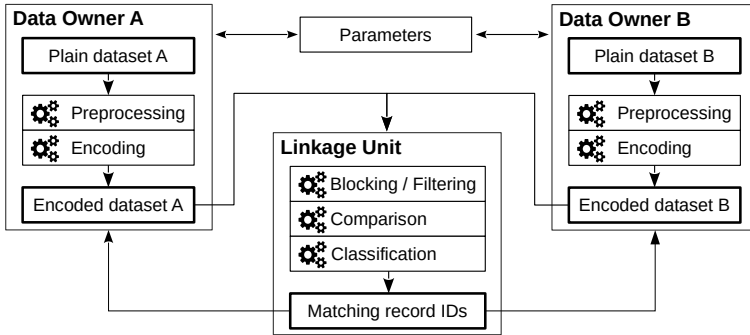 Data Owner A
Plain dataset A
Preprocessing
Encoding
Encoded dataset A
Parameters
Data Owner B
Plain dataset B
Preprocessing
Encoding
Encoded dataset B
Linkage Unit
Blocking / Filtering
Comparison
Classification
Matching record IDs